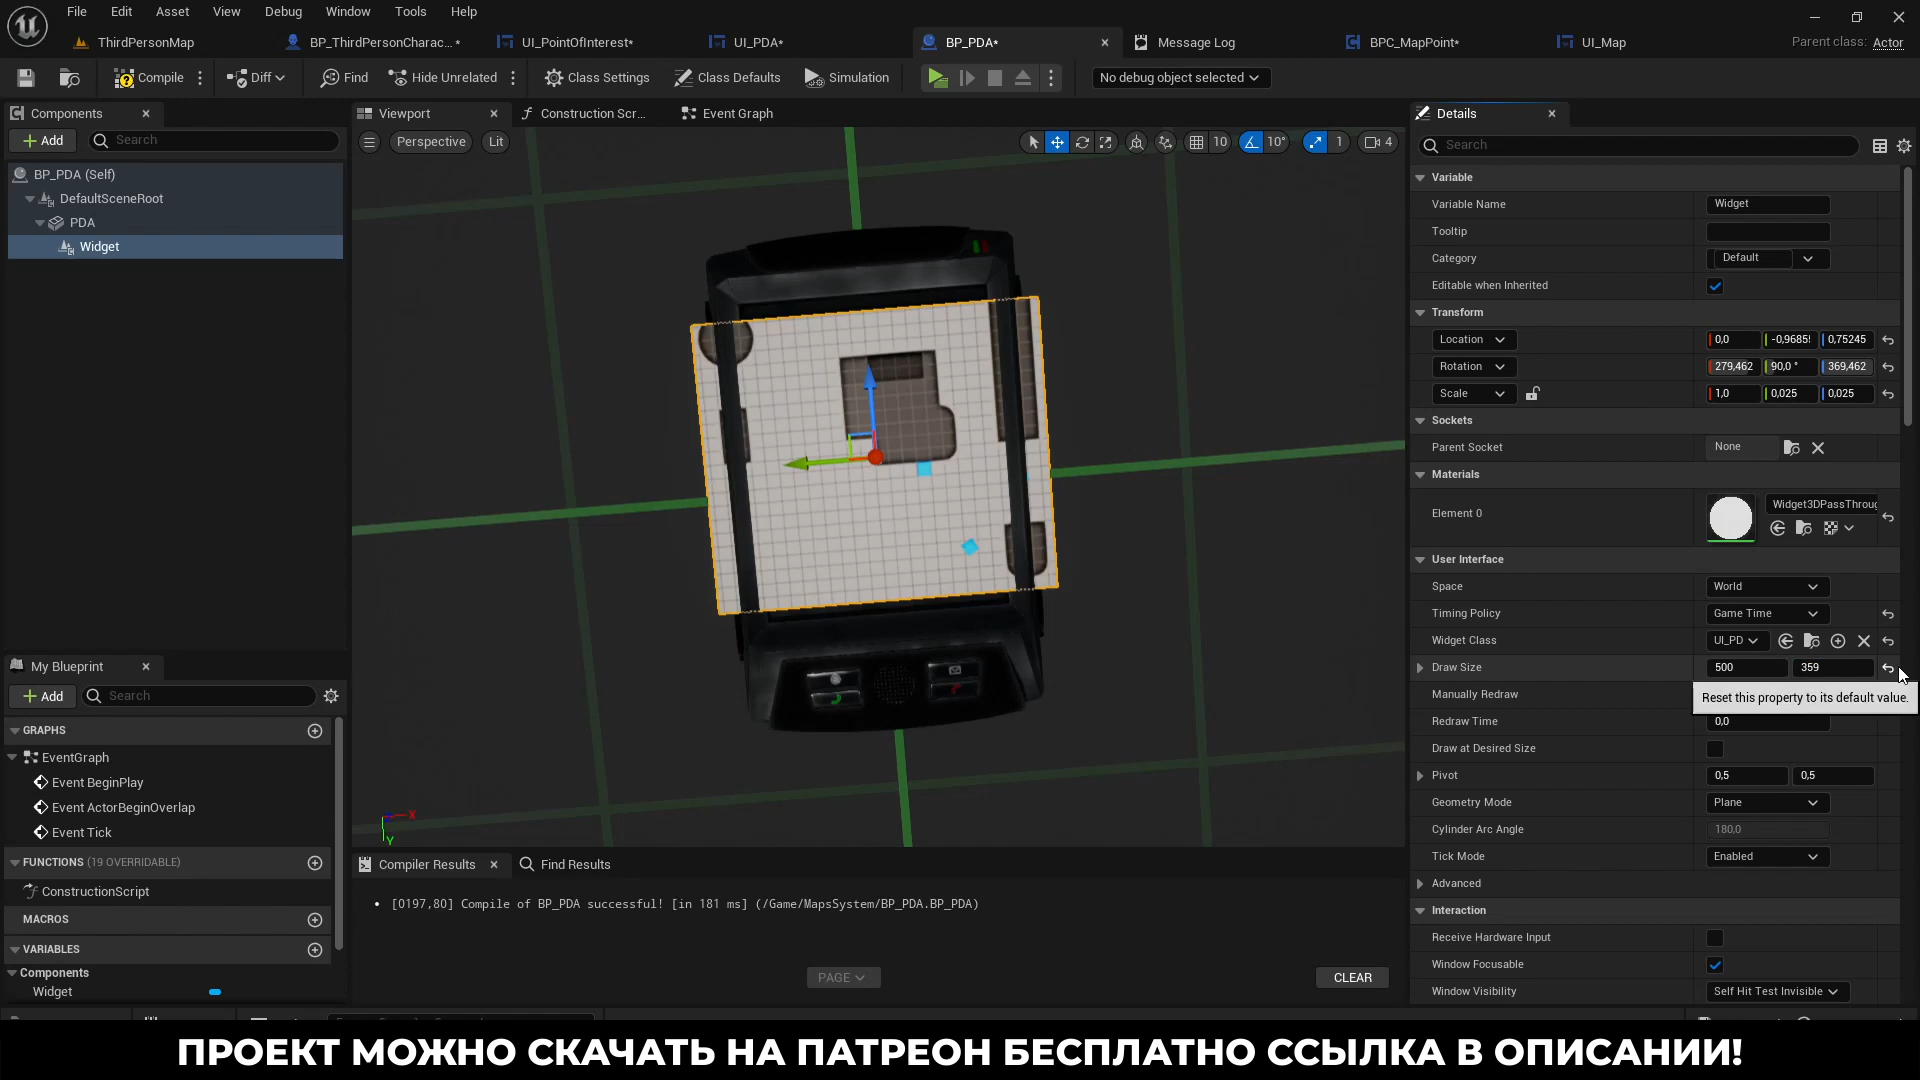 File Edit Asset View Debug Window Tools Help
ThirdPersonMap BP_ThirdPersonCharac...* UI_PointOfInterest* UI_PDA* BP_PDA* Message Log BPC_MapPoint* UI_Map Parent class: Actor
Compile Diff Find Hide Unrelated Class Settings Class Defaults Simulation No debug object selected
Components Viewport Construction Scr... Event Graph Details
Add Search Perspective Lit 10 10° 1 4 Search
BP_PDA (Self)
DefaultSceneRoot
PDA
Widget
Variable
Variable Name Widget
Tooltip
Category Default
Editable when Inherited
Transform
Location 0,0 -0,9685! 0,75245
Rotation 279,462 90,0 ° 369,462
Scale 1,0 0,025 0,025
Sockets
Parent Socket None
Materials
Element 0 Widget3DPassThroug
User Interface
Space World
Timing Policy Game Time
Widget Class UI_PD
Draw Size 500 359
Manually Redraw
Reset this property to its default value.
Redraw Time 0,0
Draw at Desired Size
Pivot 0,5 0,5
Geometry Mode Plane
Cylinder Arc Angle 180,0
Tick Mode Enabled
Advanced
Interaction
Receive Hardware Input
Window Focusable
Window Visibility Self Hit Test Invisible
My Blueprint
Add Search
GRAPHS
EventGraph
Event BeginPlay
Event ActorBeginOverlap
Event Tick
FUNCTIONS (19 OVERRIDABLE)
ConstructionScript
MACROS
VARIABLES
Components
Widget
X
Y
Compiler Results Find Results
• [0197,80] Compile of BP_PDA successful! [in 181 ms] (/Game/MapsSystem/BP_PDA.BP_PDA)
PAGE CLEAR
ПРОЕКТ МОЖНО СКАЧАТЬ НА ПАТРЕОН БЕСПЛАТНО ССЫЛКА В ОПИСАНИИ!